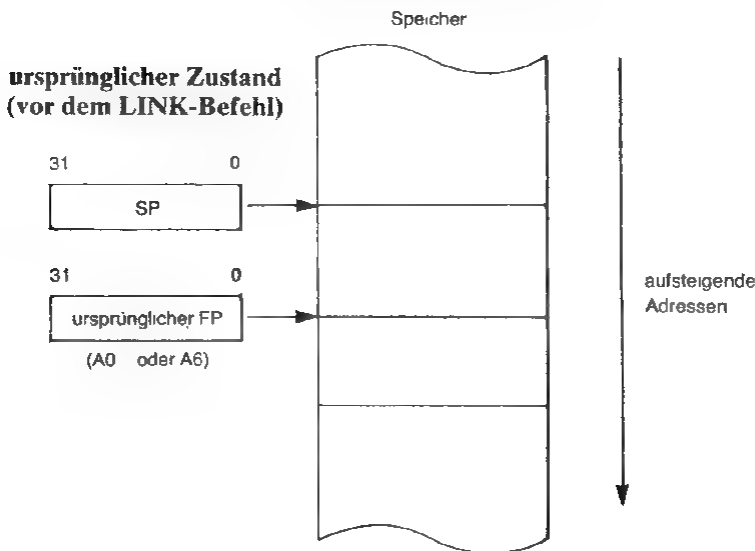 Speicher
ursprünglicher Zustand
(vor dem LINK-Befehl)
31 0
SP
31 0
ursprünglicher FP
(A0 oder A6)
aufsteigende
Adressen